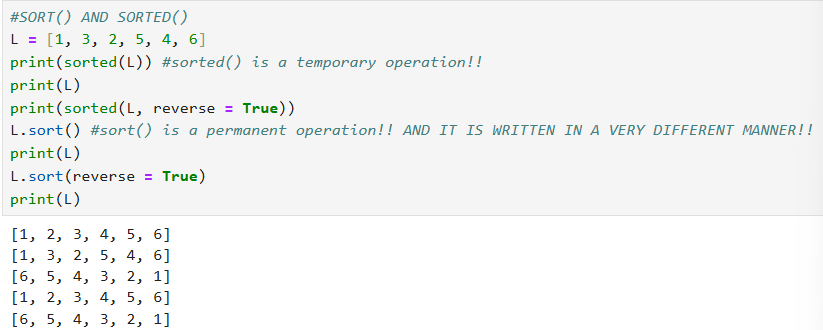 #SORT() AND SORTED()
L = [1, 3, 2, 5, 4, 6]
print(sorted(L)) #sorted() is a temporary operation!!
print(L)
print(sorted(L, reverse = True))
L.sort() #sort() is a permanent operation!! AND IT IS WRITTEN IN A VERY DIFFERENT MANNER!!
print(L)
L.sort(reverse = True)
print(L)
[1, 2, 3, 4, 5, 6]
[1, 3, 2, 5, 4, 6]
[6, 5, 4, 3, 2, 1]
[1, 2, 3, 4, 5, 6]
[6, 5, 4, 3, 2, 1]